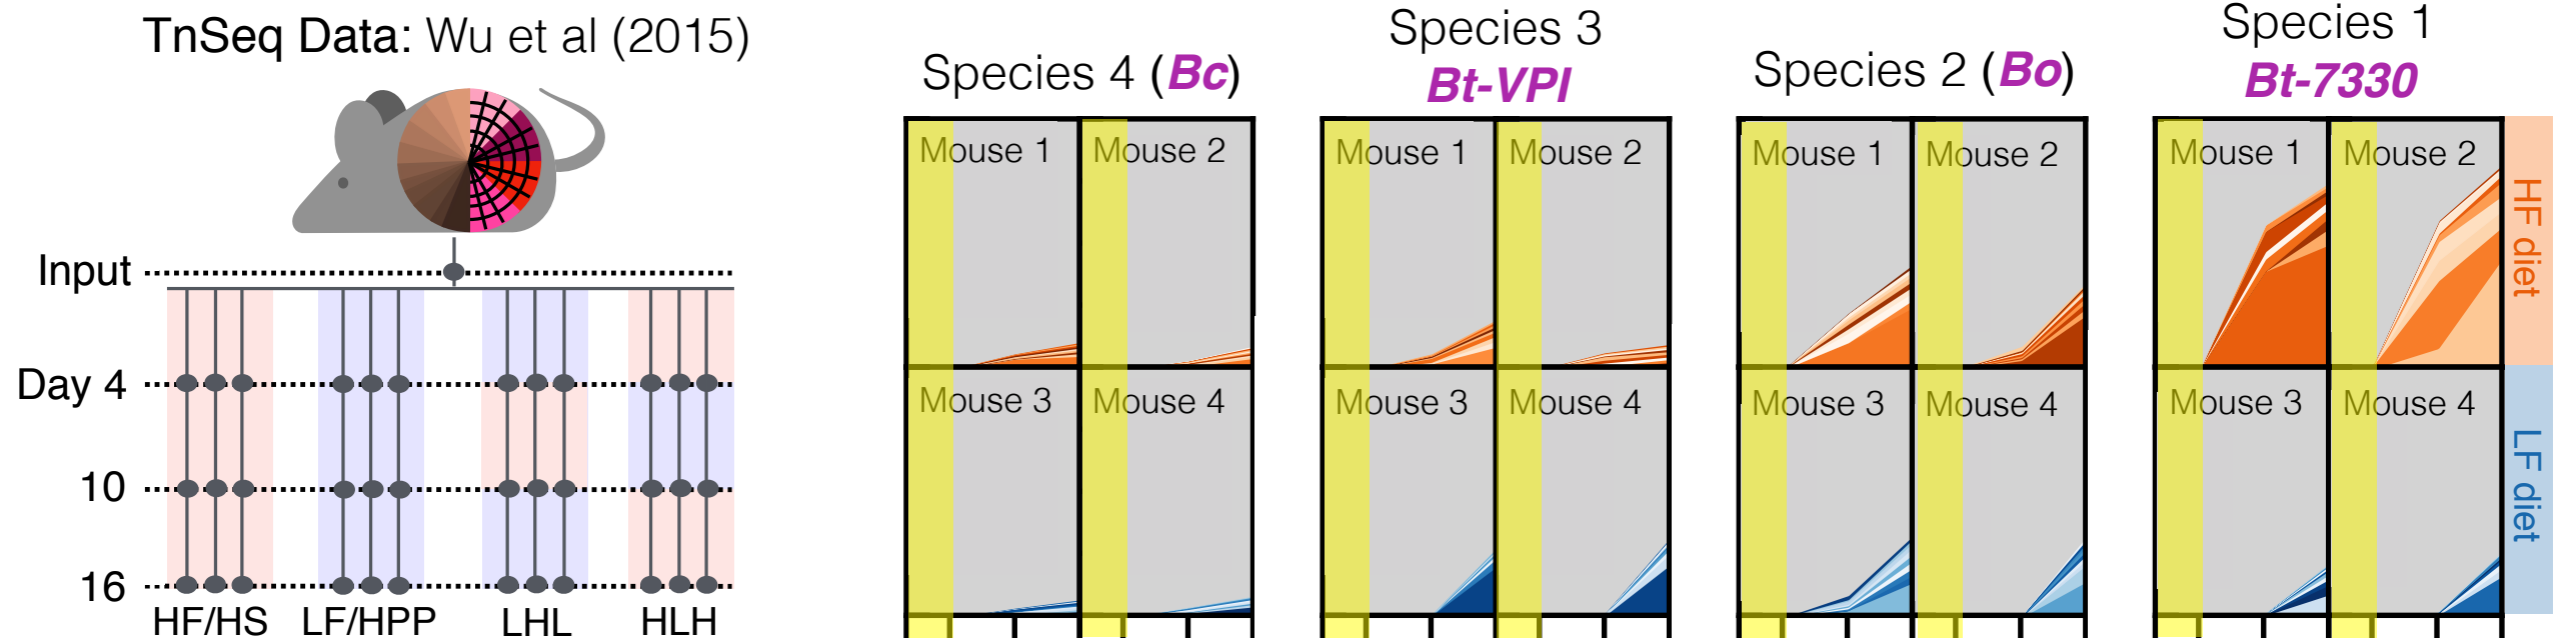 TnSeq Data: Wu et al (2015)
Input
Day 4
10
16
HF/HS LF/HPP LHL HLH
Species 4 (Bc)
Mouse 1 Mouse 2
Mouse 3 Mouse 4
Species 3
Bt-VPI
Mouse 1 Mouse 2
Mouse 3 Mouse 4
Species 2 (Bo)
Mouse 1 Mouse 2
Mouse 3 Mouse 4
Species 1
Bt-7330
Mouse 1 Mouse 2
Mouse 3 Mouse 4
HF diet
LF diet